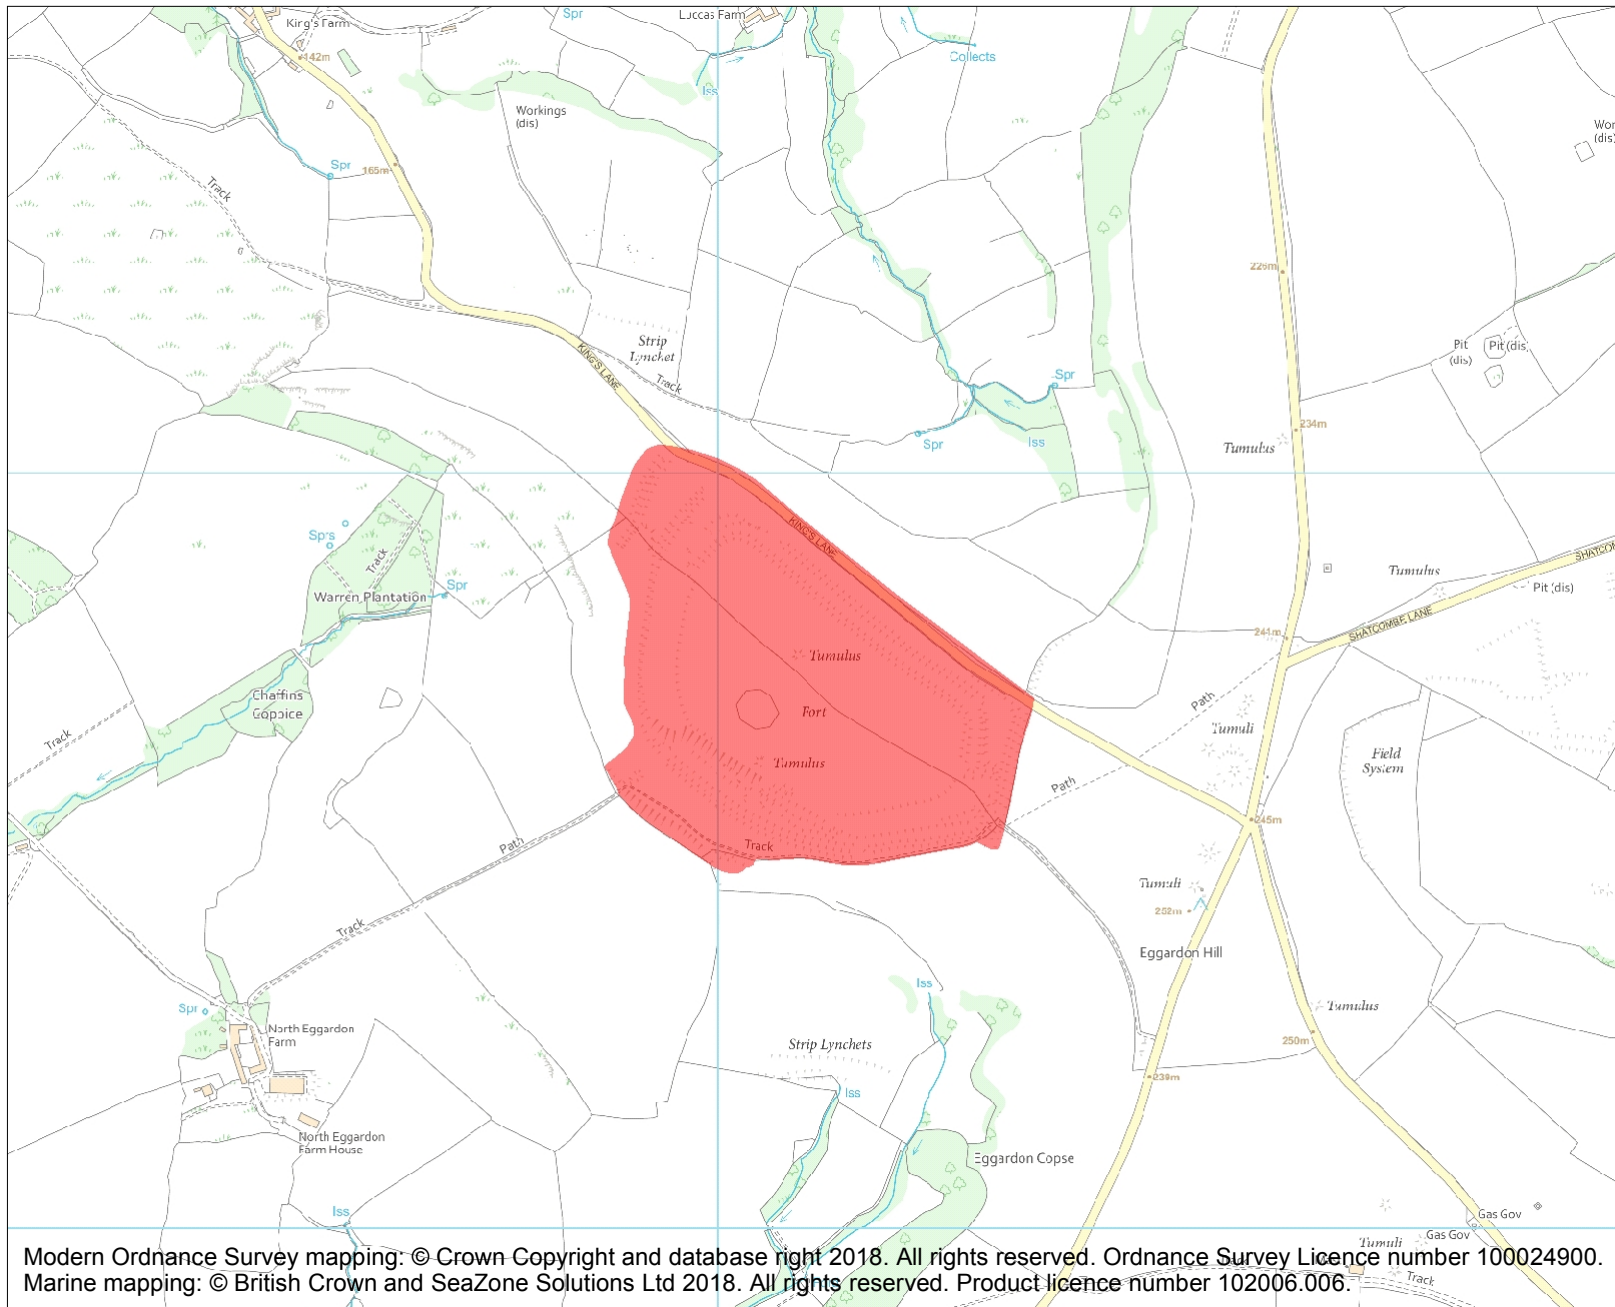 King's Farm
Spr
Luccas Farm
142m
Collects
Iss
Workings
(dis)
Spr
165m
Track
226m
Strip
Lynchet
KING'S LANE
Track
Pit
(dis)
Pit (dis)
Spr
Spr
Iss
234m
Tumulus
Sprs
Track
Spr
Warren Plantation
KING'S LANE
Tumulus
Pit (dis)
SHATCOMBE LANE
Tumulus
Fort
Tumulus
Track
Chaffins
Coppice
Track
Path
Tumuli
Field
System
Path
245m
Path
Track
Tumuli
252m
Eggardon Hill
Iss
Spr
North Eggardon
Farm
Strip Lynchets
Tumulus
250m
Iss
239m
North Eggardon
Farm House
Eggardon Copse
Iss
Gas Gov
Gas Gov
Tumuli
Track
Modern Ordnance Survey mapping: © Crown Copyright and database right 2018. All rights reserved. Ordnance Survey Licence number 100024900.
Marine mapping: © British Crown and SeaZone Solutions Ltd 2018. All rights reserved. Product licence number 102006.006.